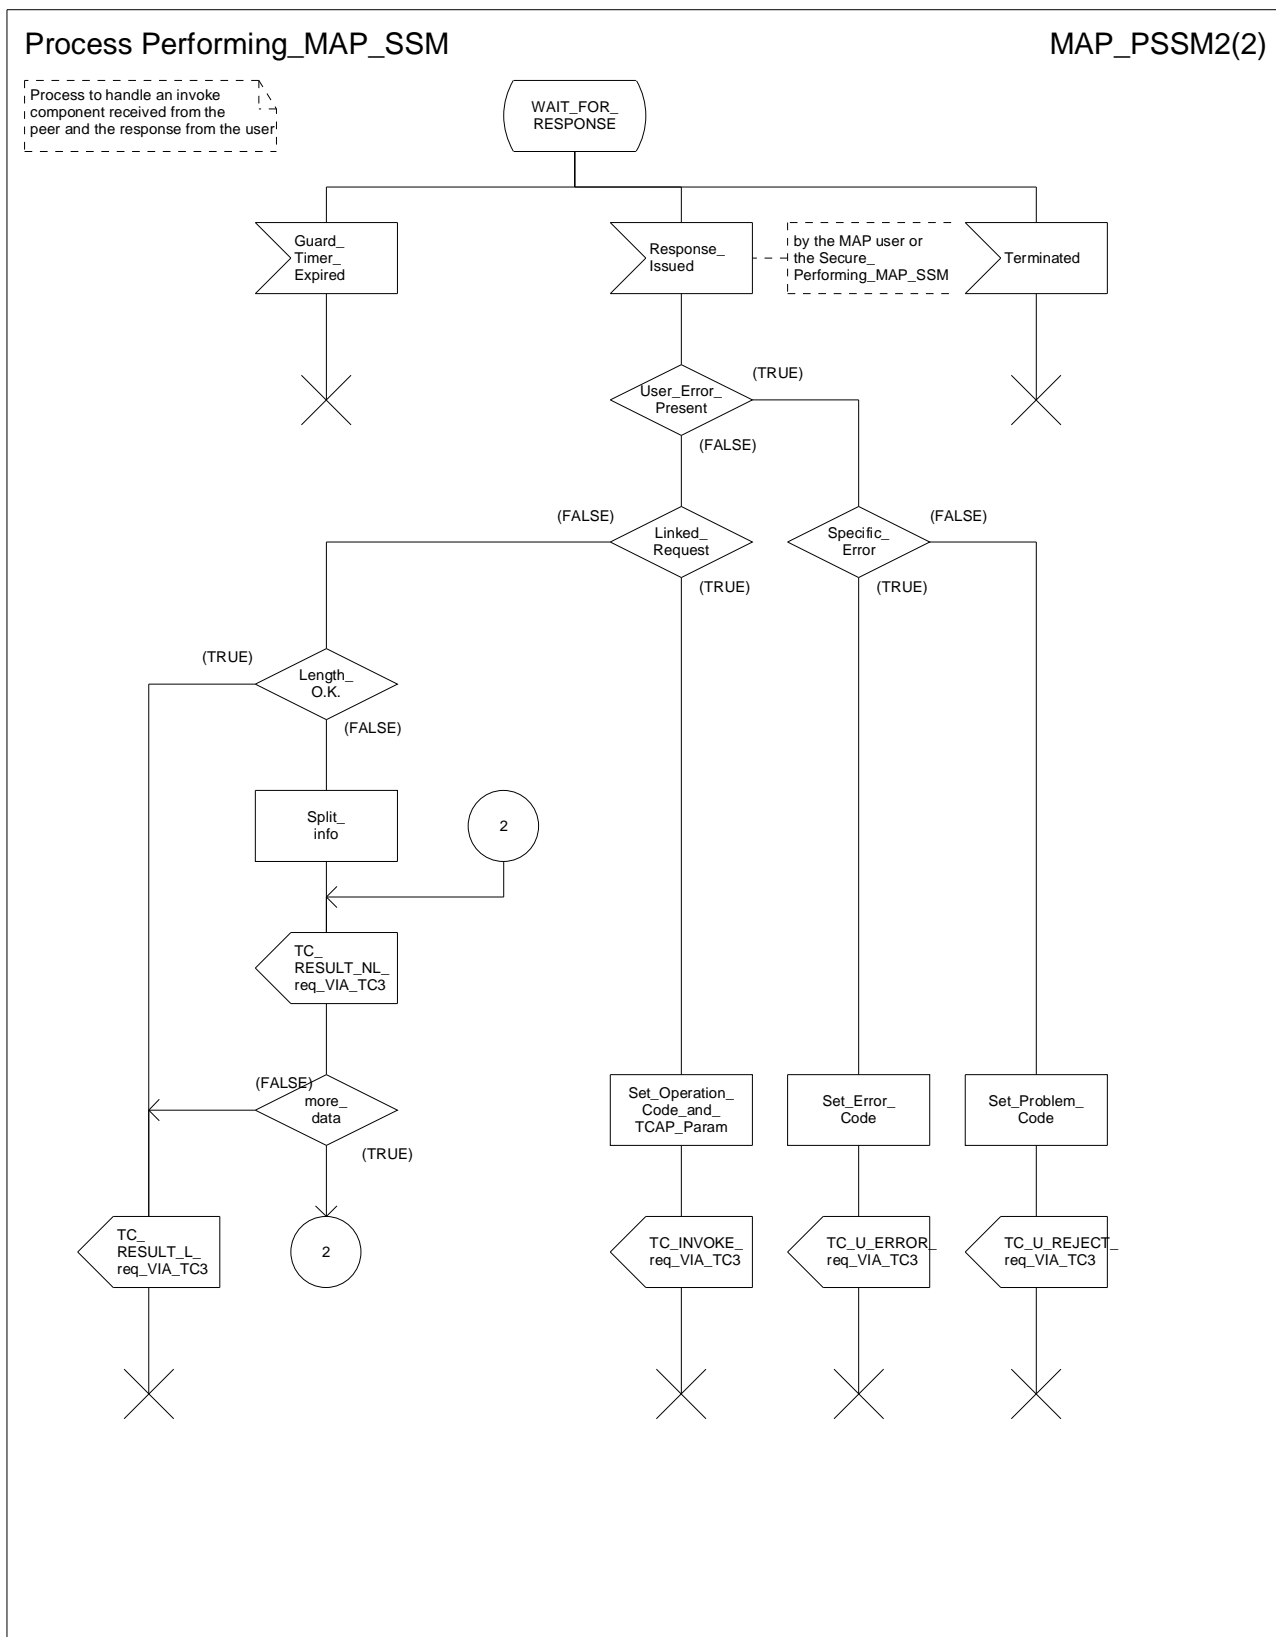 Process Performing_MAP_SSM
MAP_PSSM2(2)
Process to handle an invoke
component received from the
peer and the response from the user
WAIT_FOR_
RESPONSE
Guard_
Timer_
Expired
Response_
Issued
by the MAP user or
the Secure_
Performing_MAP_SSM
Terminated
User_Error_
Present
(TRUE)
(FALSE)
(FALSE)
Linked_
Request
(TRUE)
Specific_
Error
(FALSE)
(TRUE)
(TRUE)
Length_
O.K.
(FALSE)
Split_
info
2
TC_
RESULT_NL_
req_VIA_TC3
(FALSE)
more_
data
(TRUE)
Set_Operation_
Code_and_
TCAP_Param
Set_Error_
Code
Set_Problem_
Code
TC_
RESULT_L_
req_VIA_TC3
2
TC_INVOKE_
req_VIA_TC3
TC_U_ERROR_
req_VIA_TC3
TC_U_REJECT_
req_VIA_TC3